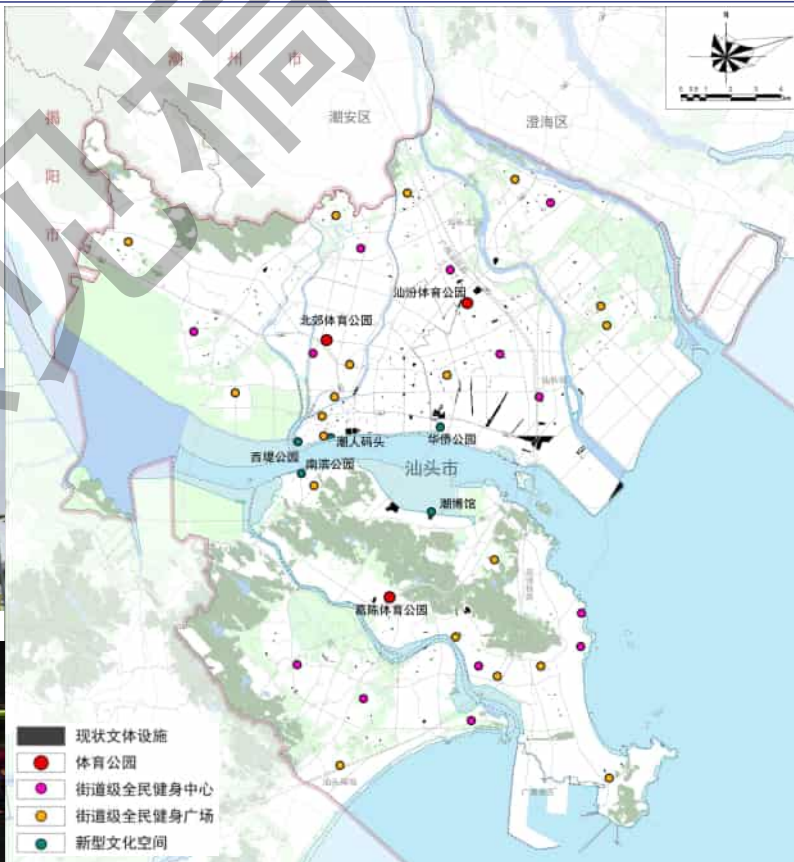 潮州市
N
揭阳市
潮安区
澄海区
汕汾体育公园
北郊体育公园
西堤公园
潮人码头
华侨公园
南滨公园
汕头市
潮博馆
葛陈体育公园
现状文体设施
体育公园
街道级全民健身中心
街道级全民健身广场
新型文化空间